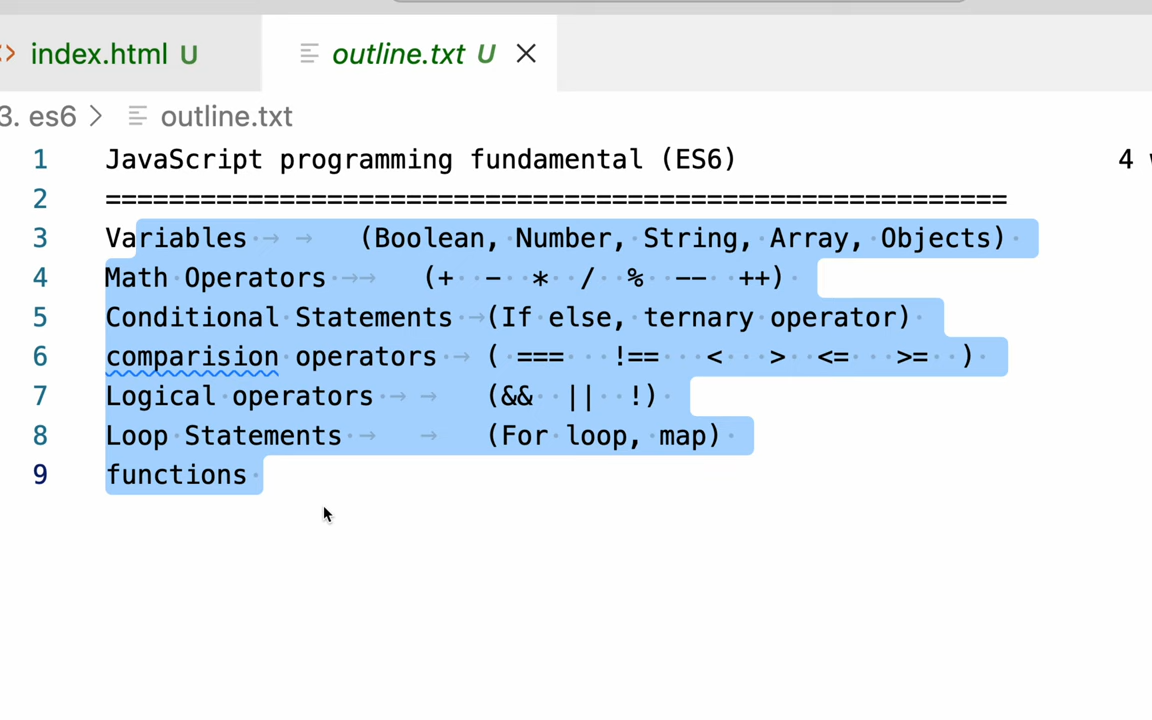 index.html U
outline.txt U
3. es6 > outline.txt
1 JavaScript programming fundamental (ES6) 4
2 =========================================================
3 Variables (Boolean, Number, String, Array, Objects)
4 Math Operators (+ - * / % -- ++)
5 Conditional Statements (If else, ternary operator)
6 comparision operators ( === !== < > <= >= )
7 Logical operators (&& || !)
8 Loop Statements (For loop, map)
9 functions